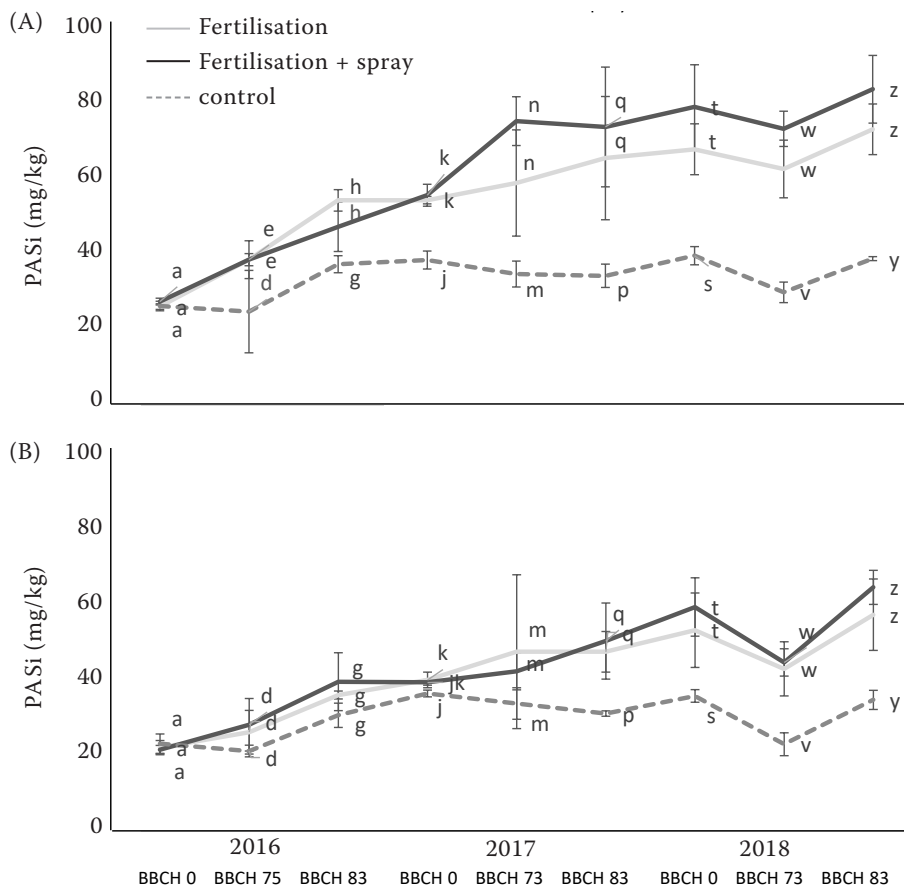 (A)
100
Fertilisation
Fertilisation + spray
control
80
60
40
20
0
PASi (mg/kg)
a
a
a
e
e
d
h
h
g
k
k
j
n
n
m
q
q
p
t
t
s
w
w
v
z
z
y
(B)
100
80
60
40
20
0
PASi (mg/kg)
a
a
a
d
d
d
g
g
g
k
jk
j
m
m
m
q
q
p
t
t
s
w
w
v
z
z
y
2016 2017 2018
BBCH 0 BBCH 75 BBCH 83 BBCH 0 BBCH 73 BBCH 83 BBCH 0 BBCH 73 BBCH 83